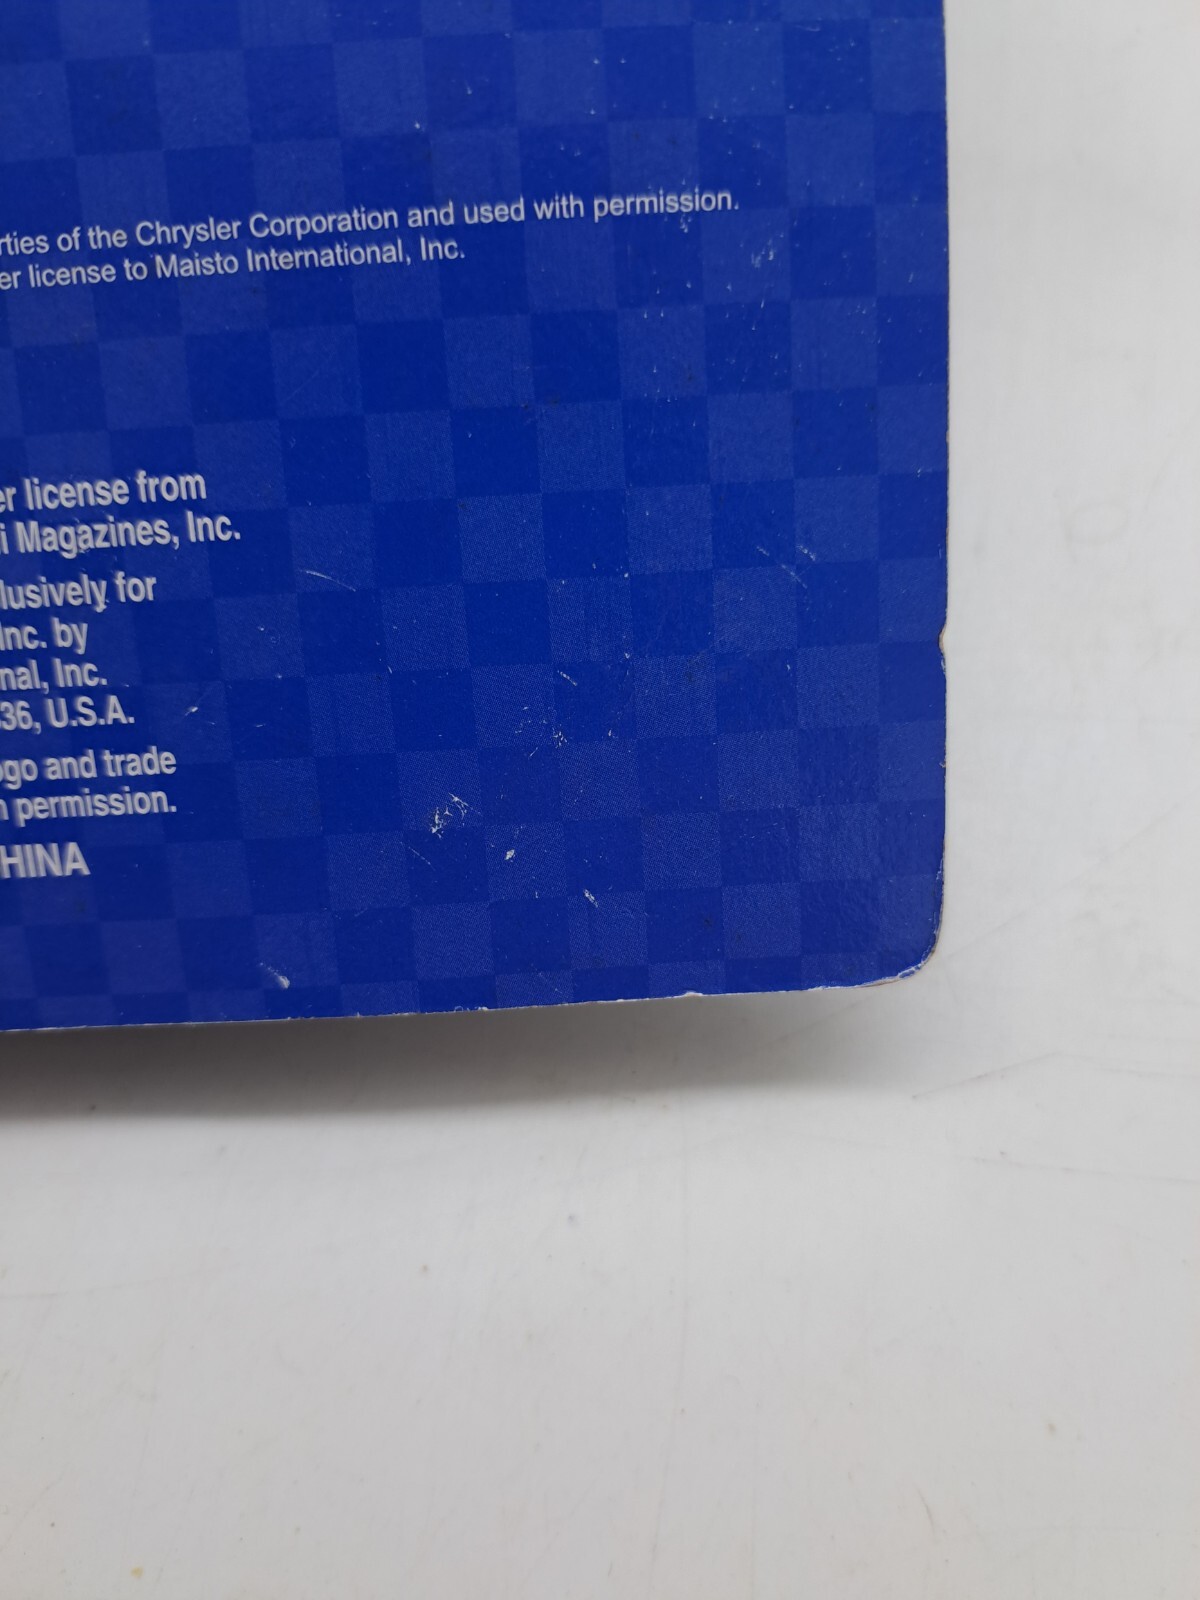 rties of the Chrysler Corporation and used with permission.
er license to Maisto International, Inc.
er license from
i Magazines, Inc.
lusively for
Inc. by
nal, Inc.
36, U.S.A.
ogo and trade
permission.
HINA